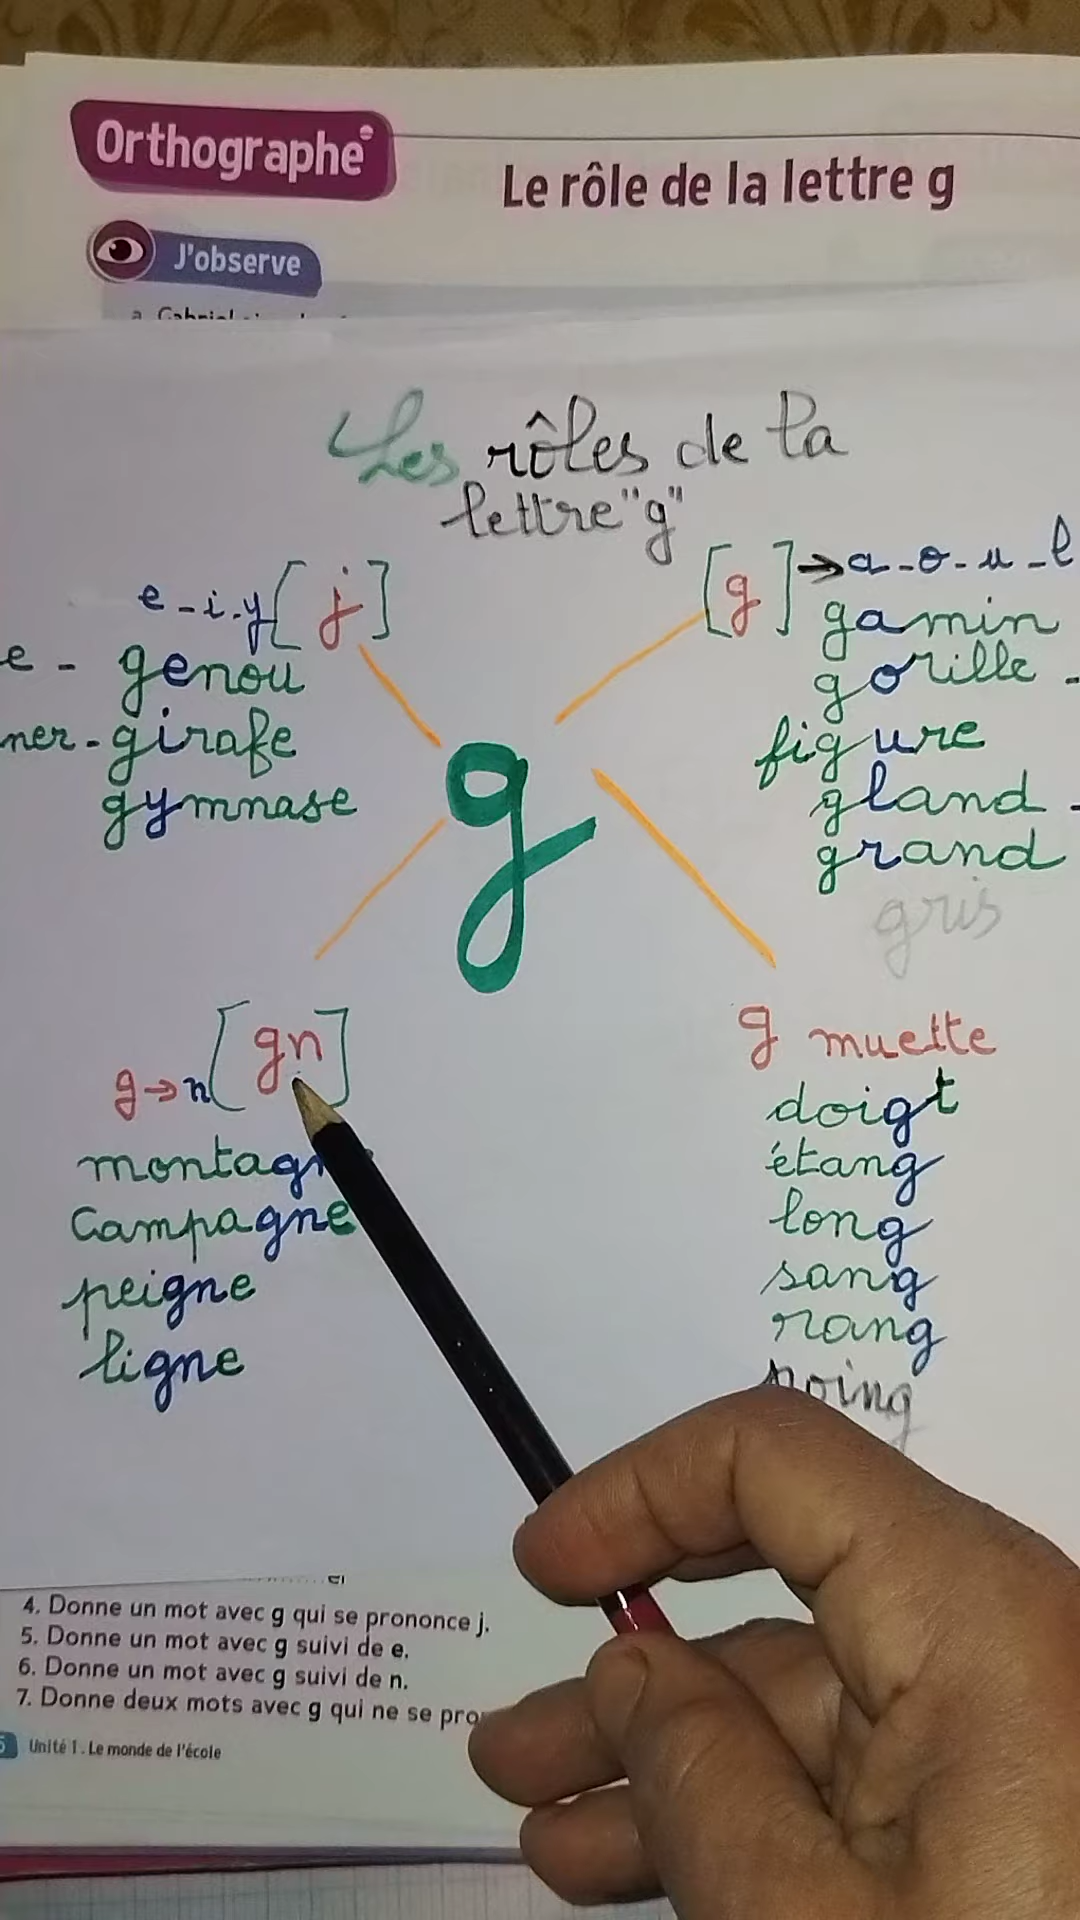 Orthographe
Le rôle de la lettre g
J'observe
a. Gabriel
Les rôles de la
lettre "g"
e-i-y [j]
e - genou
ner - girafe
gymnase
[g] → a-o-u-l
gamin
gorille -
figure
gland -
grand
gris
g
g→n [gn]
campagne
peigne
ligne
g muette
doigt
étang
long
sang
rang
poing
4. Donne un mot avec g qui se prononce j.
5. Donne un mot avec g suivi de e.
6. Donne un mot avec g suivi de n.
7. Donne deux mots avec g qui ne se pro
Unité 1. Le monde de l'école